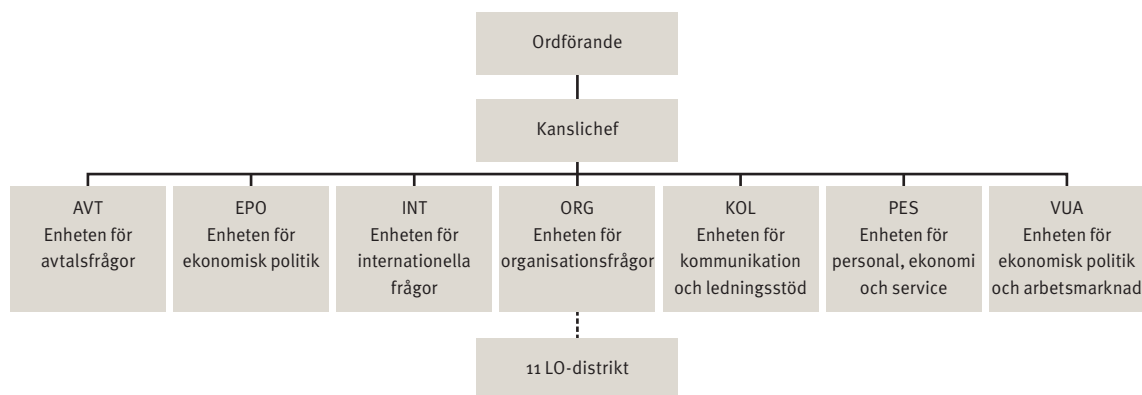 Ordförande
Kanslichef
AVT
Enheten för
avtalsfrågor
EPO
Enheten för
ekonomisk politik
INT
Enheten för
internationella
frågor
ORG
Enheten för
organisationsfrågor
KOL
Enheten för
kommunikation
och ledningsstöd
PES
Enheten för
personal, ekonomi
och service
VUA
Enheten för
ekonomisk politik
och arbetsmarknad
11 LO-distrikt